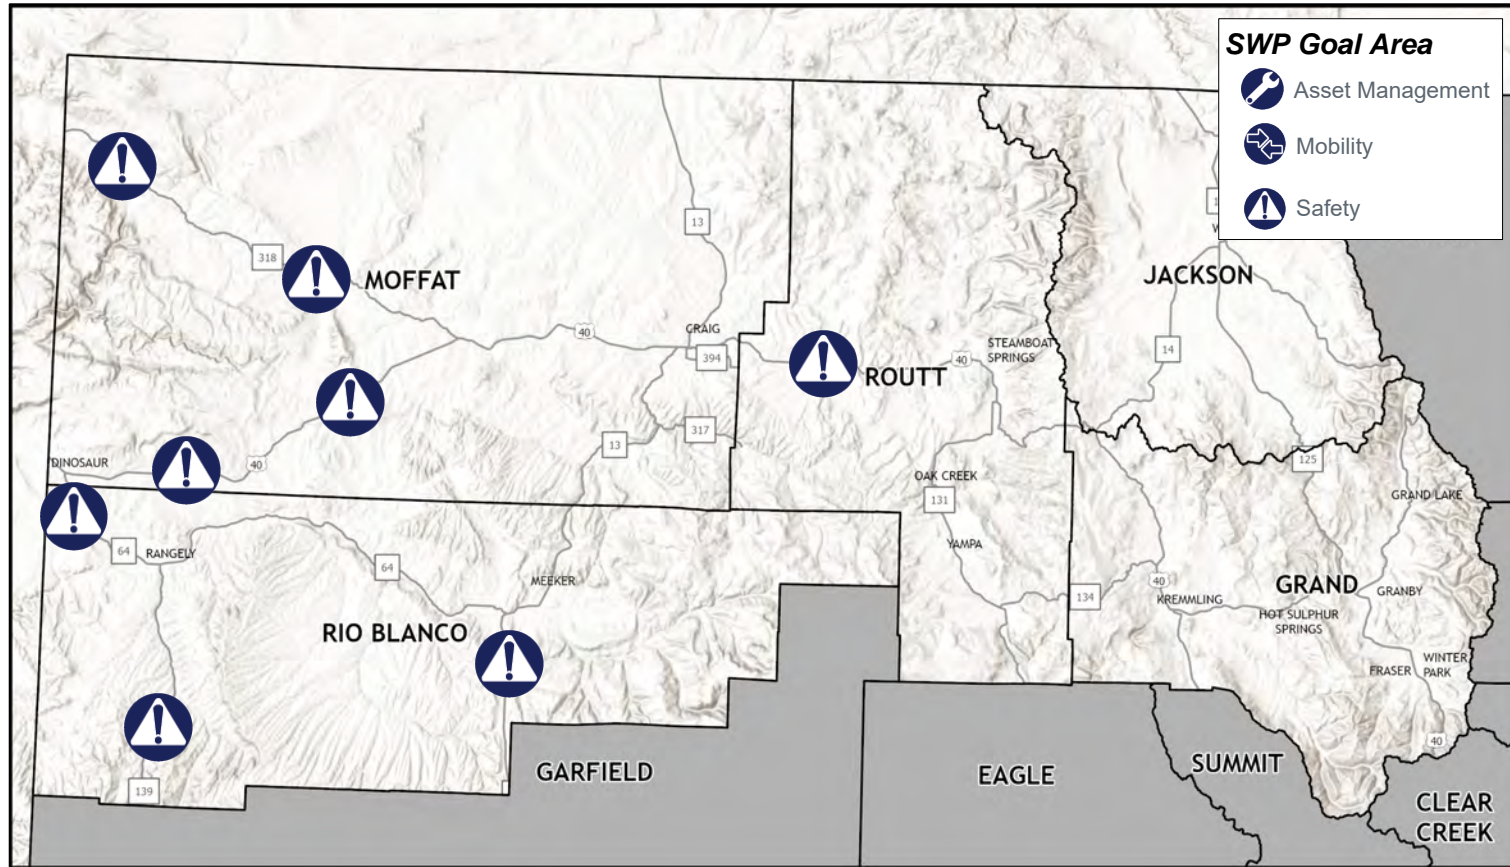 SWP Goal Area
Asset Management
Mobility
Safety
13
318
MOFFAT
JACKSON
40
CRAIG
394
STEAMBOAT
SPRINGS
40
14
ROUTT
317
13
DINOSAUR
40
125
OAK CREEK
131
GRAND LAKE
64
RANGELY
YAMPA
64
MEEKER
134
40
KREMMLING
GRAND
GRANBY
HOT SULPHUR
SPRINGS
RIO BLANCO
FRASER
WINTER
PARK
40
GARFIELD
EAGLE
SUMMIT
139
CLEAR
CREEK